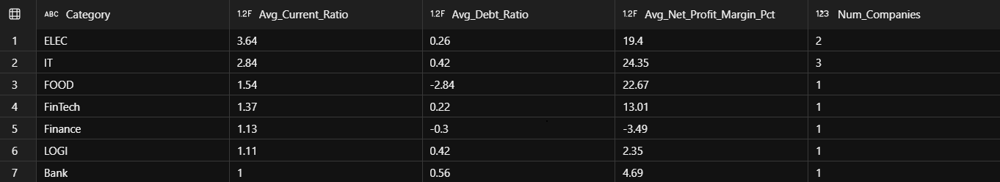 ABC Category 1.2F Avg_Current_Ratio 1.2F Avg_Debt_Ratio 1.2F Avg_Net_Profit_Margin_Pct 123 Num_Companies
1 ELEC 3.64 0.26 19.4 2
2 IT 2.84 0.42 24.35 3
3 FOOD 1.54 -2.84 22.67 1
4 FinTech 1.37 0.22 13.01 1
5 Finance 1.13 -0.3 -3.49 1
6 LOGI 1.11 0.42 2.35 1
7 Bank 1 0.56 4.69 1